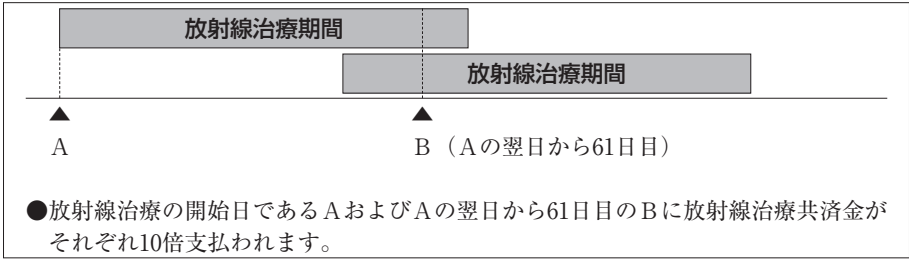 放射線治療期間
放射線治療期間
▲ ▲
A B（Aの翌日から61日目）
●放射線治療の開始日であるAおよびAの翌日から61日目のBに放射線治療共済金が
それぞれ10倍支払われます。